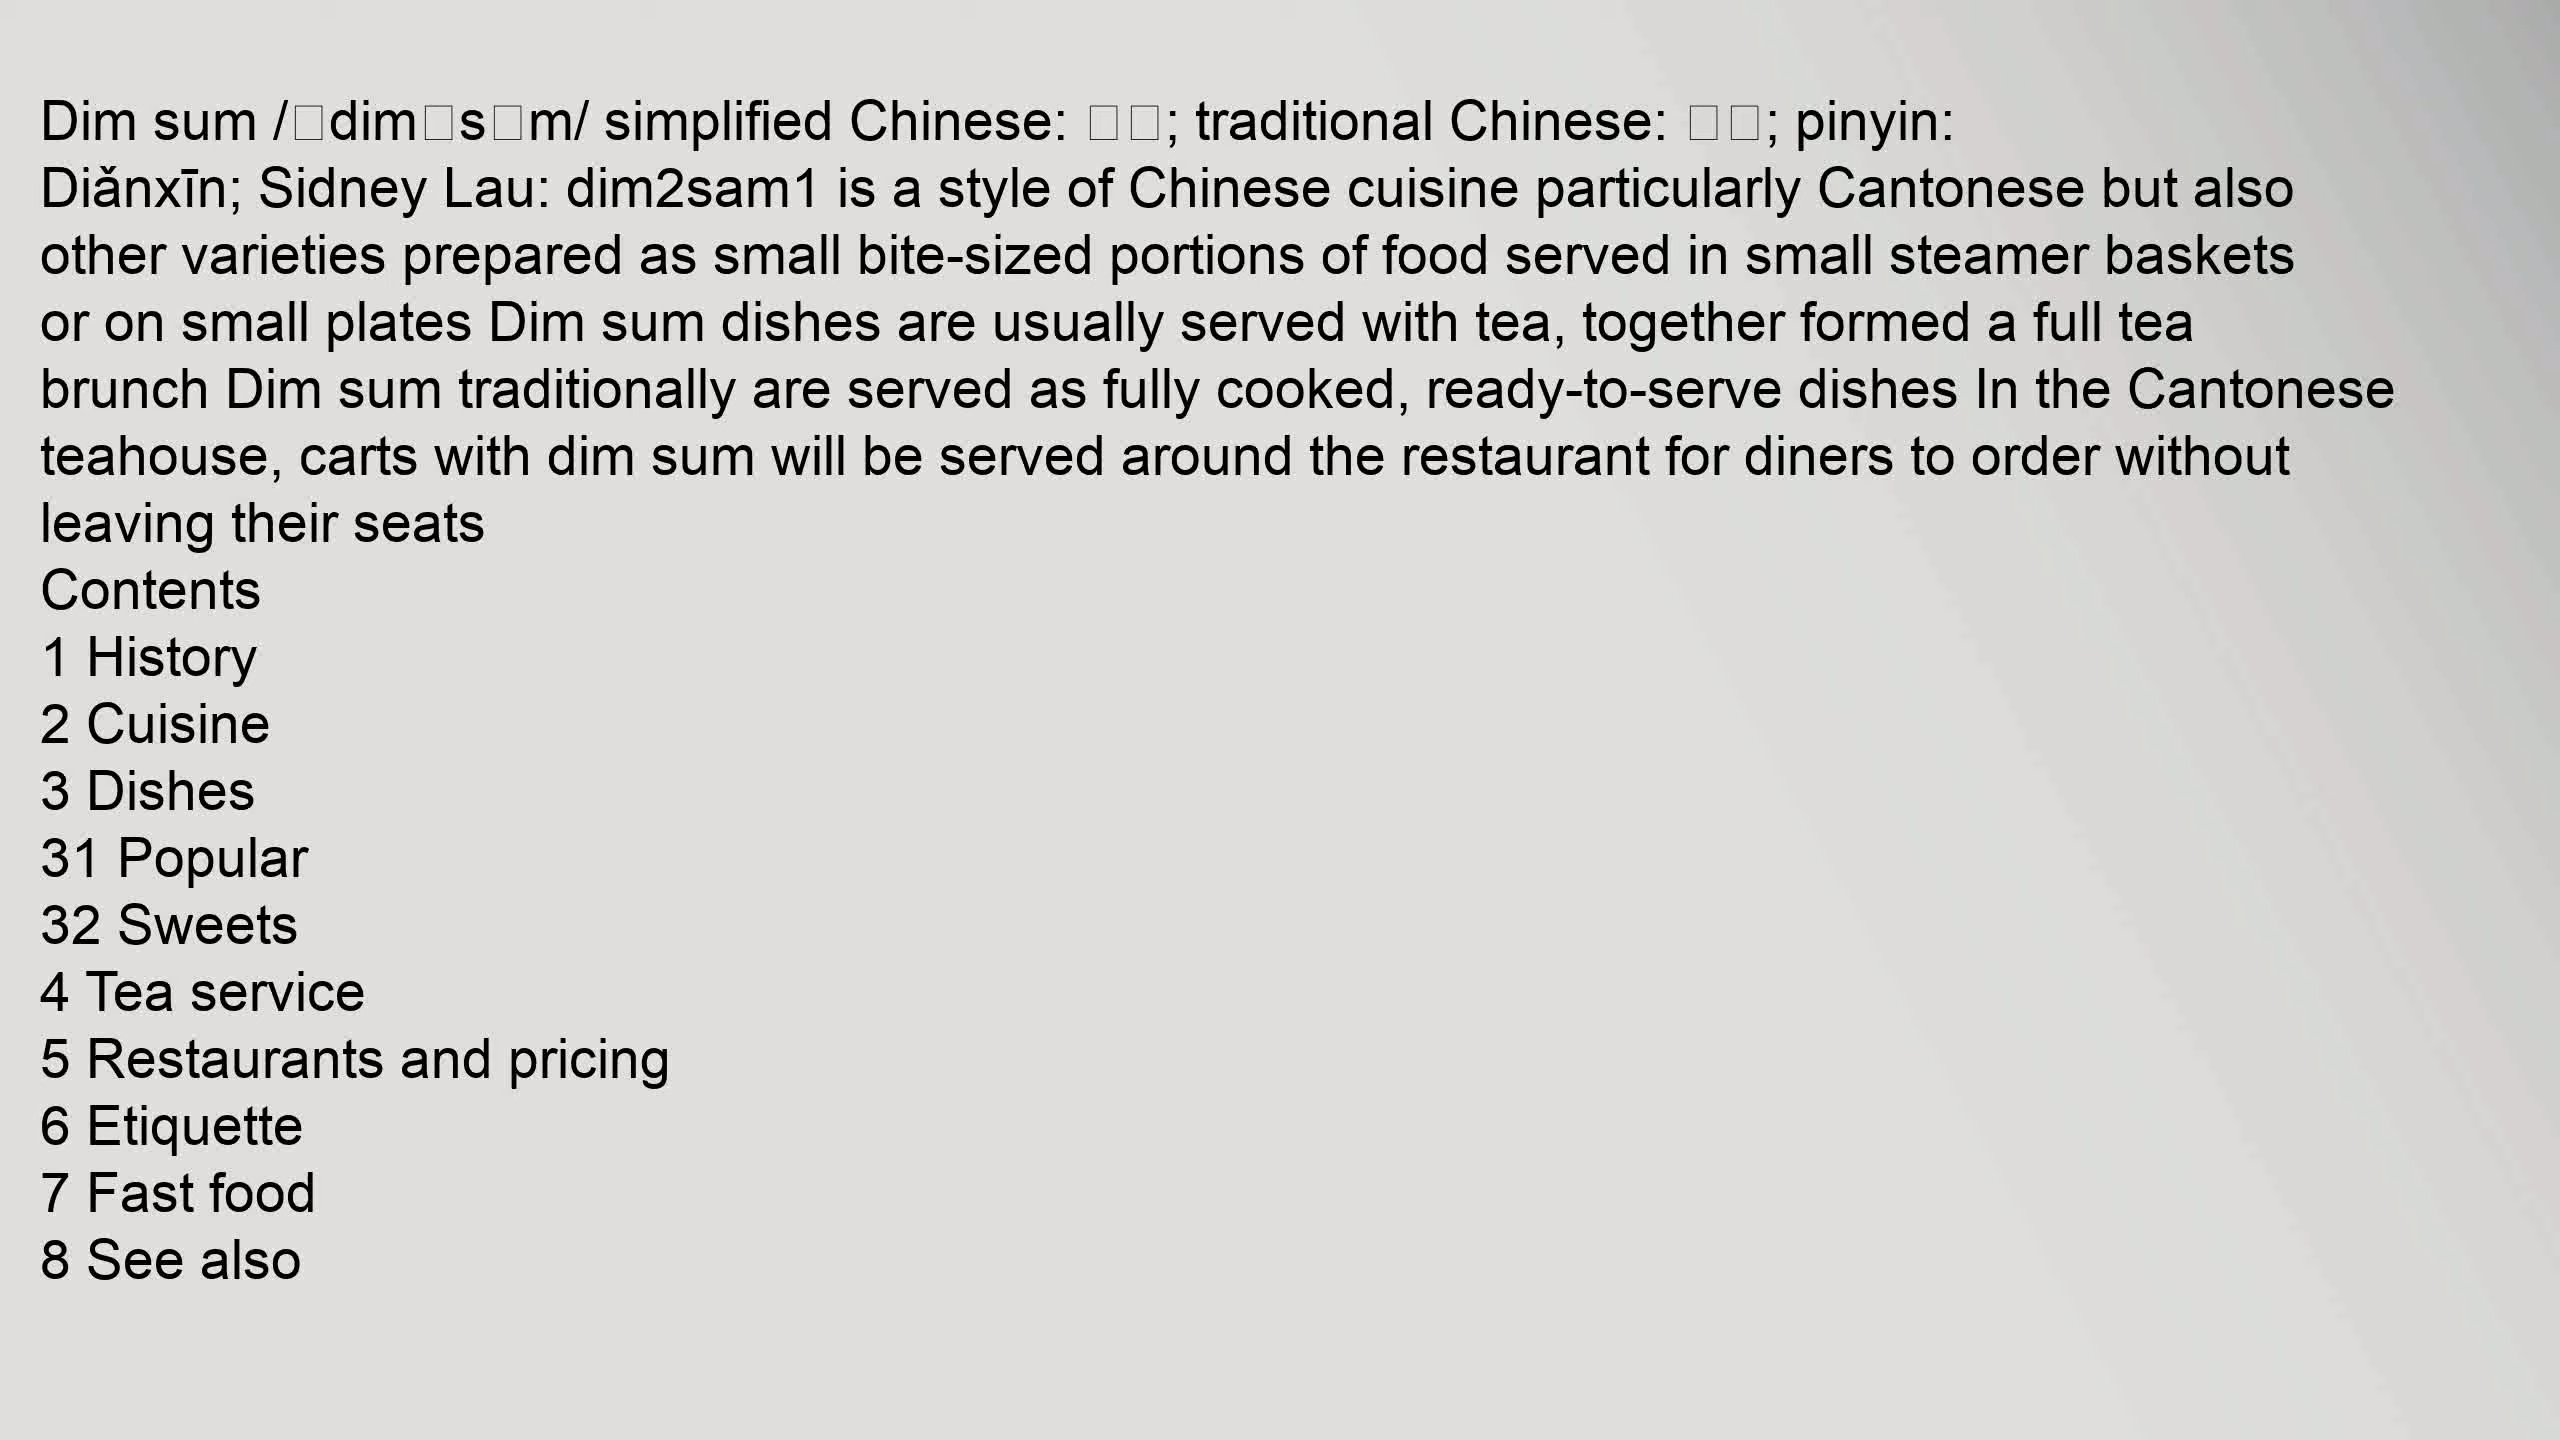 Dim sum /□dim□s□m/ simplified Chinese: □□; traditional Chinese: □□; pinyin:
Diǎnxīn; Sidney Lau: dim2sam1 is a style of Chinese cuisine particularly Cantonese but also
other varieties prepared as small bite-sized portions of food served in small steamer baskets
or on small plates Dim sum dishes are usually served with tea, together formed a full tea
brunch Dim sum traditionally are served as fully cooked, ready-to-serve dishes In the Cantonese
teahouse, carts with dim sum will be served around the restaurant for diners to order without
leaving their seats
Contents
1 History
2 Cuisine
3 Dishes
31 Popular
32 Sweets
4 Tea service
5 Restaurants and pricing
6 Etiquette
7 Fast food
8 See also